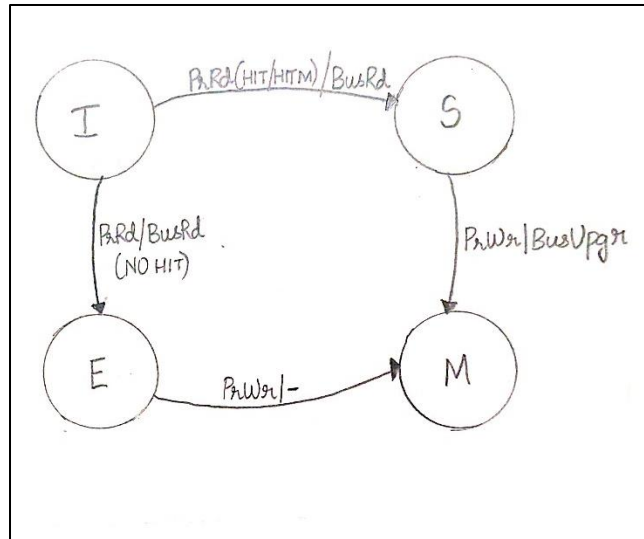 PrRd(HIT/HITM)/BusRd
I
S
PrRd/BusRd
(NO HIT)
PrWr/BusUpgr
E
M
PrWr/-